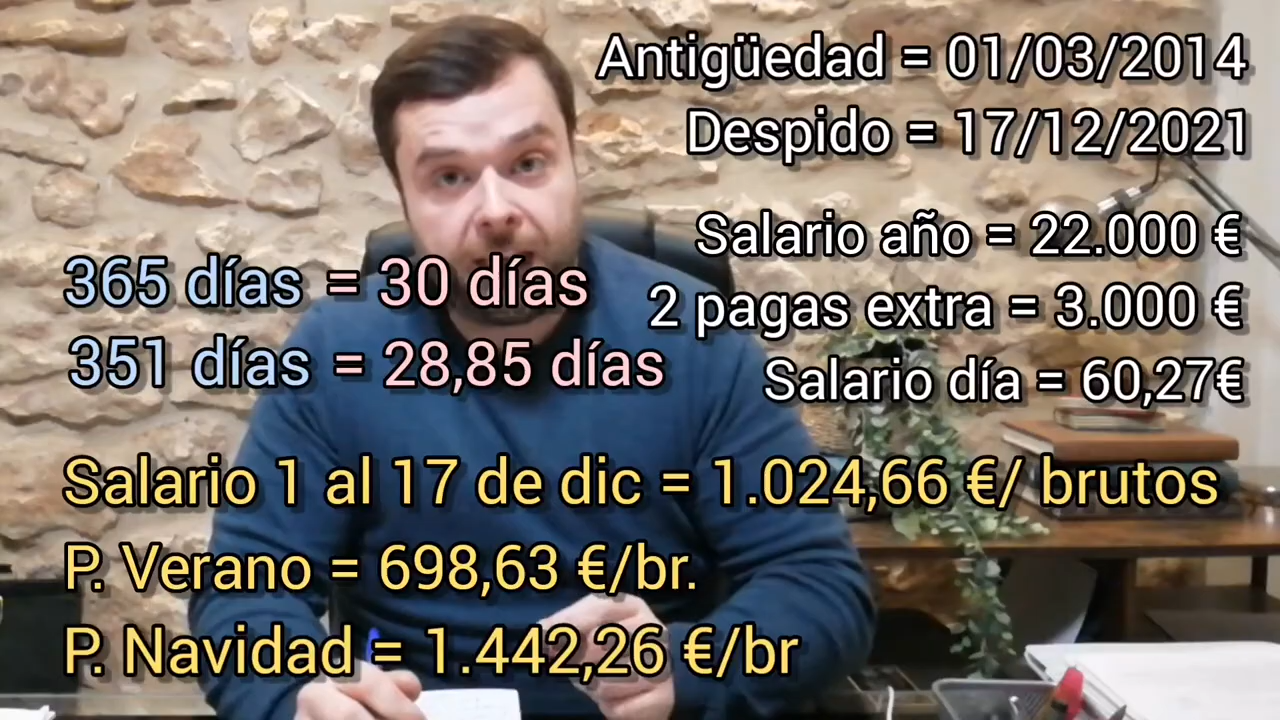 Antigüedad = 01/03/2014
Despido = 17/12/2021
Salario año = 22.000 €
2 pagas extra = 3.000 €
Salario día = 60,27€
365 días = 30 días
351 días = 28,85 días
Salario 1 al 17 de dic = 1.024,66 €/ brutos
P. Verano = 698,63 €/br.
P. Navidad = 1.442,26 €/br